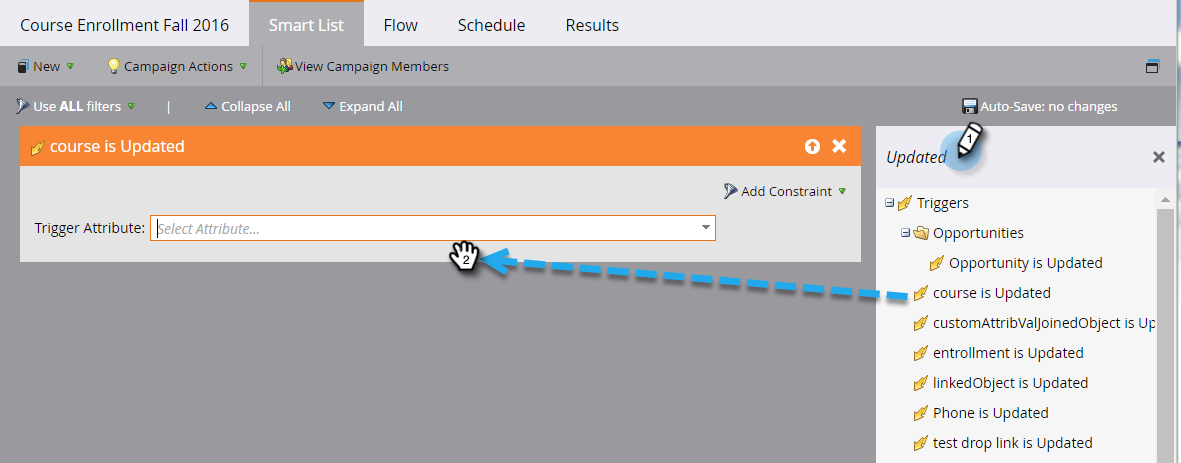 Course Enrollment Fall 2016 Smart List Flow Schedule Results
New Campaign Actions View Campaign Members
Use ALL filters | Collapse All Expand All Auto-Save: no changes
course is Updated
Add Constraint
Trigger Attribute: Select Attribute...
2
Updated
1
Triggers
Opportunities
Opportunity is Updated
course is Updated
customAttribValJoinedObject is Up
entrollment is Updated
linkedObject is Updated
Phone is Updated
test drop link is Updated